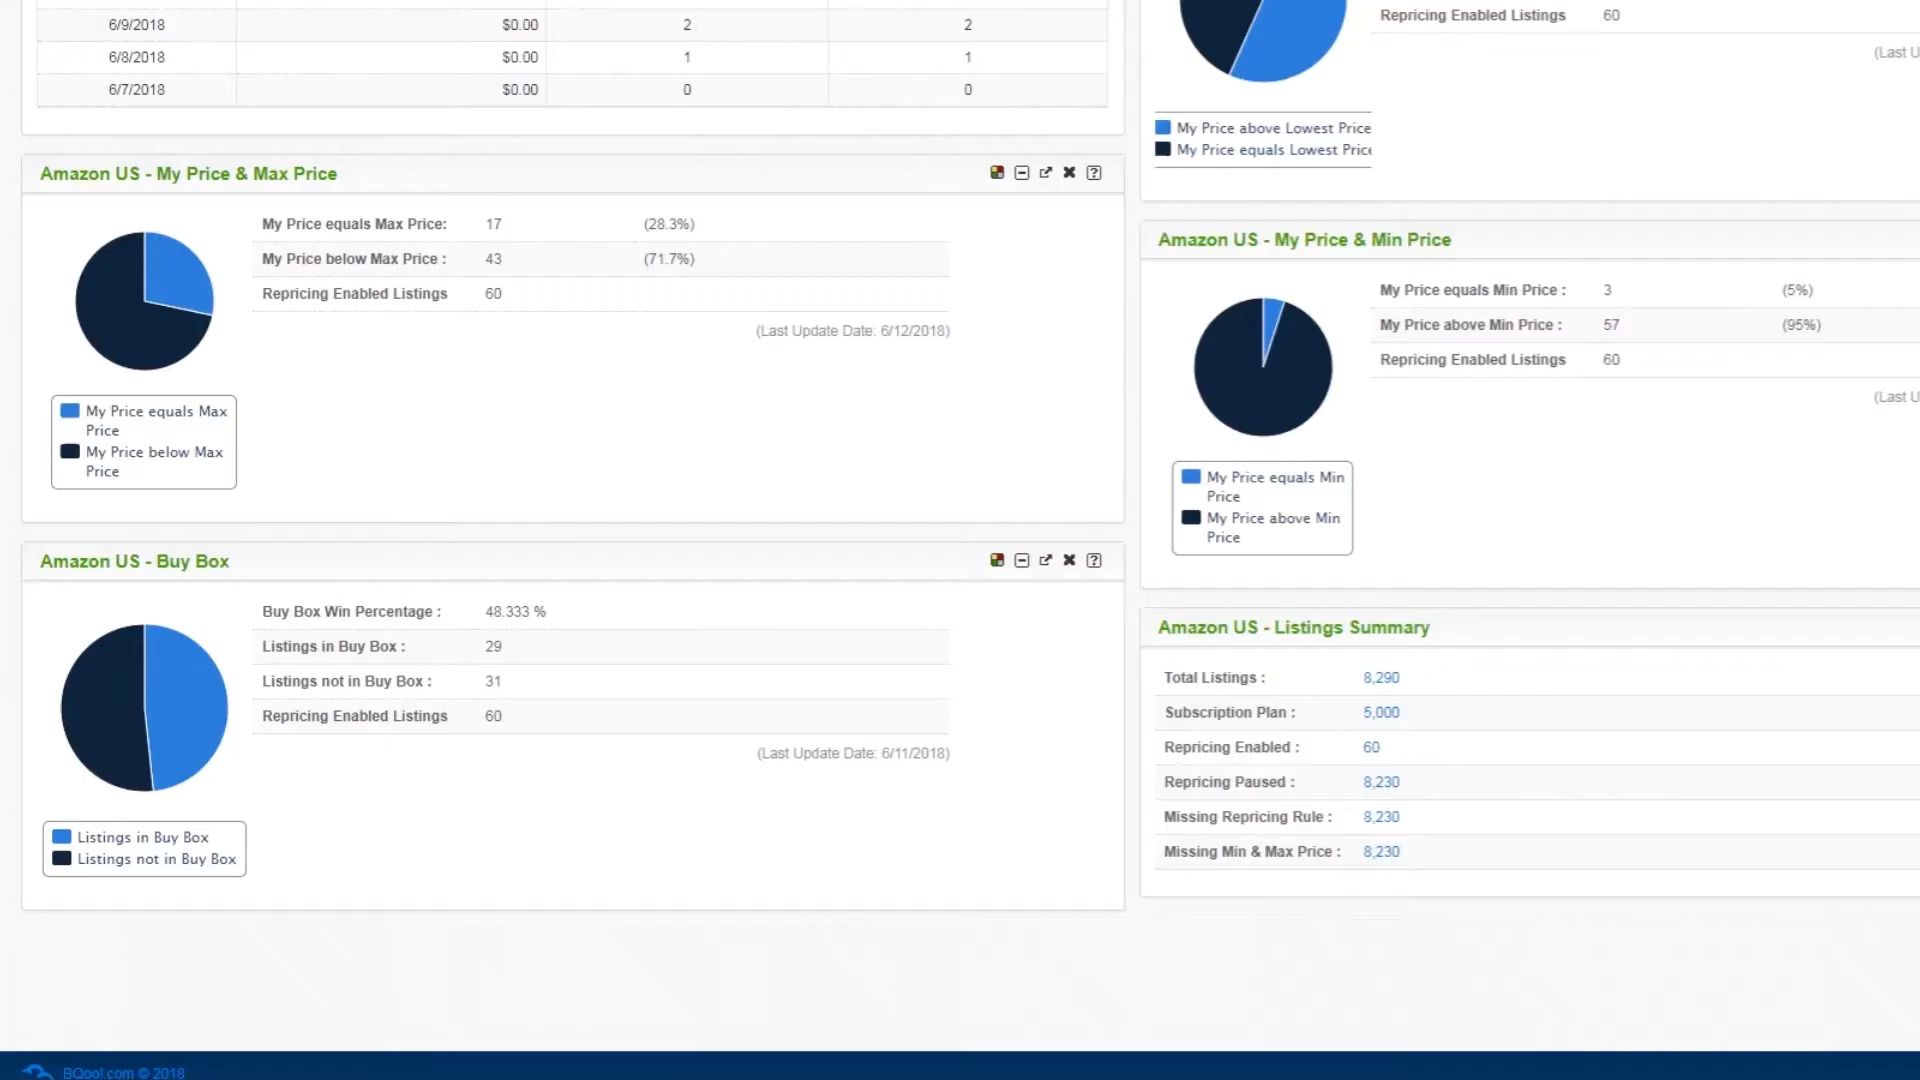 6/9/2018 $0.00 2 2
6/8/2018 $0.00 1 1
6/7/2018 $0.00 0 0
Amazon US - My Price & Max Price
My Price equals Max Price: 17 (28.3%)
My Price below Max Price : 43 (71.7%)
Repricing Enabled Listings 60
(Last Update Date: 6/12/2018)
My Price equals Max
Price
My Price below Max
Price
Amazon US - Buy Box
Buy Box Win Percentage : 48.333 %
Listings in Buy Box : 29
Listings not in Buy Box : 31
Repricing Enabled Listings 60
(Last Update Date: 6/11/2018)
Listings in Buy Box
Listings not in Buy Box
Repricing Enabled Listings 60
(Last U
My Price above Lowest Price
My Price equals Lowest Price
Amazon US - My Price & Min Price
My Price equals Min Price : 3 (5%)
My Price above Min Price : 57 (95%)
Repricing Enabled Listings 60
(Last U
My Price equals Min
Price
My Price above Min
Price
Amazon US - Listings Summary
Total Listings : 8,290
Subscription Plan : 5,000
Repricing Enabled : 60
Repricing Paused : 8,230
Missing Repricing Rule : 8,230
Missing Min & Max Price : 8,230
BQool.com © 2018